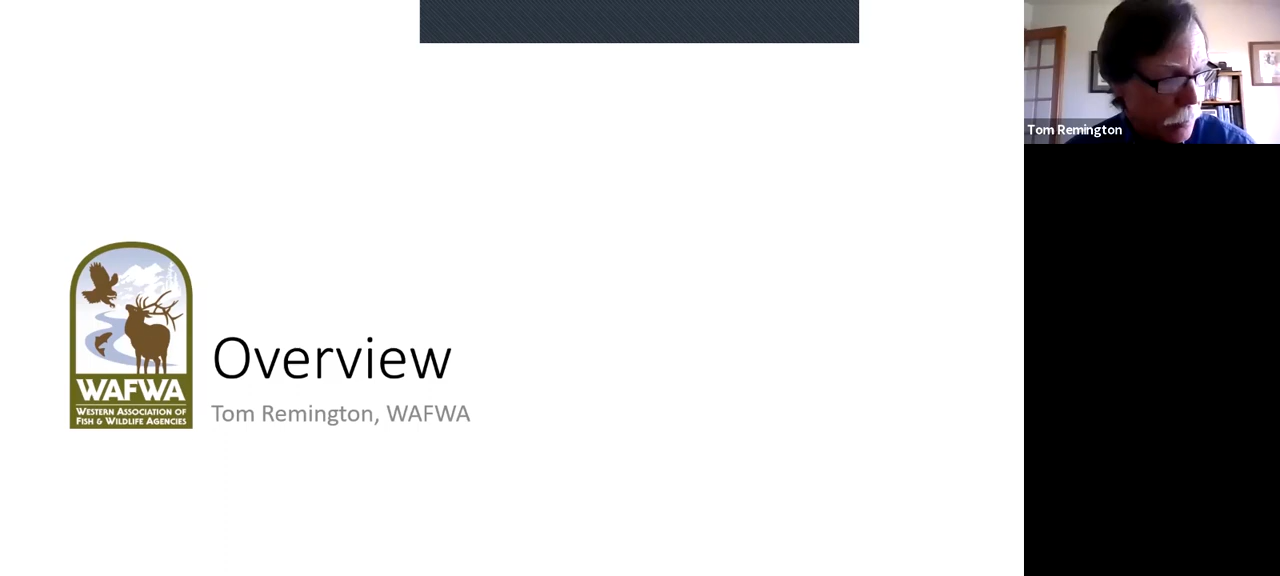 Tom Remington
Overview
Tom Remington, WAFWA
WAFWA
WESTERN ASSOCIATION OF
FISH & WILDLIFE AGENCIES